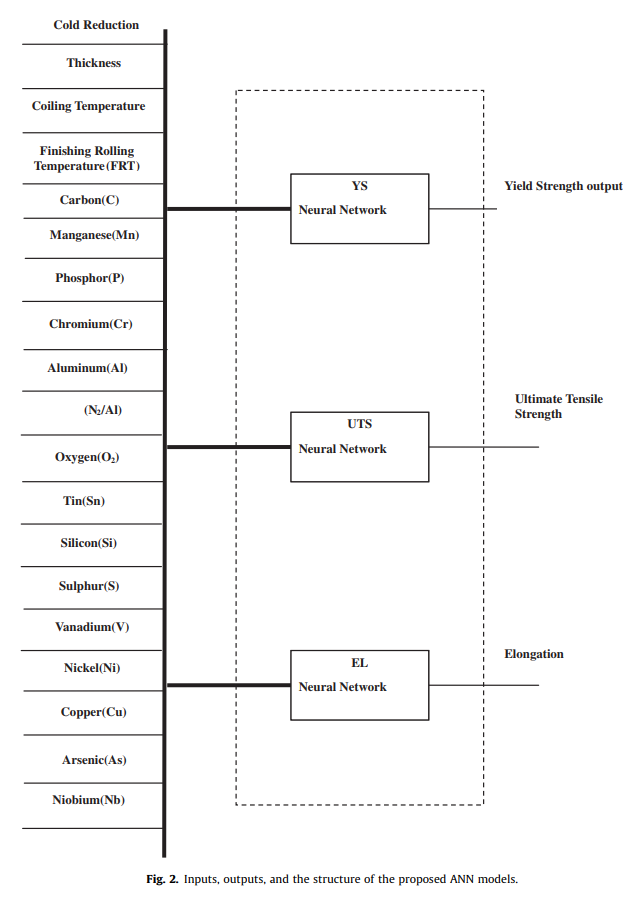 Cold Reduction
Thickness
Coiling Temperature
Finishing Rolling
Temperature(FRT)
Carbon(C)
Manganese(Mn)
Phosphor(P)
Chromium(Cr)
Aluminum(Al)
(N₂/Al)
Oxygen(O₂)
Tin(Sn)
Silicon(Si)
Sulphur(S)
Vanadium(V)
Nickel(Ni)
Copper(Cu)
Arsenic(As)
Niobium(Nb)
YS
Neural Network
Yield Strength output
UTS
Neural Network
Ultimate Tensile
Strength
EL
Neural Network
Elongation
Fig. 2. Inputs, outputs, and the structure of the proposed ANN models.